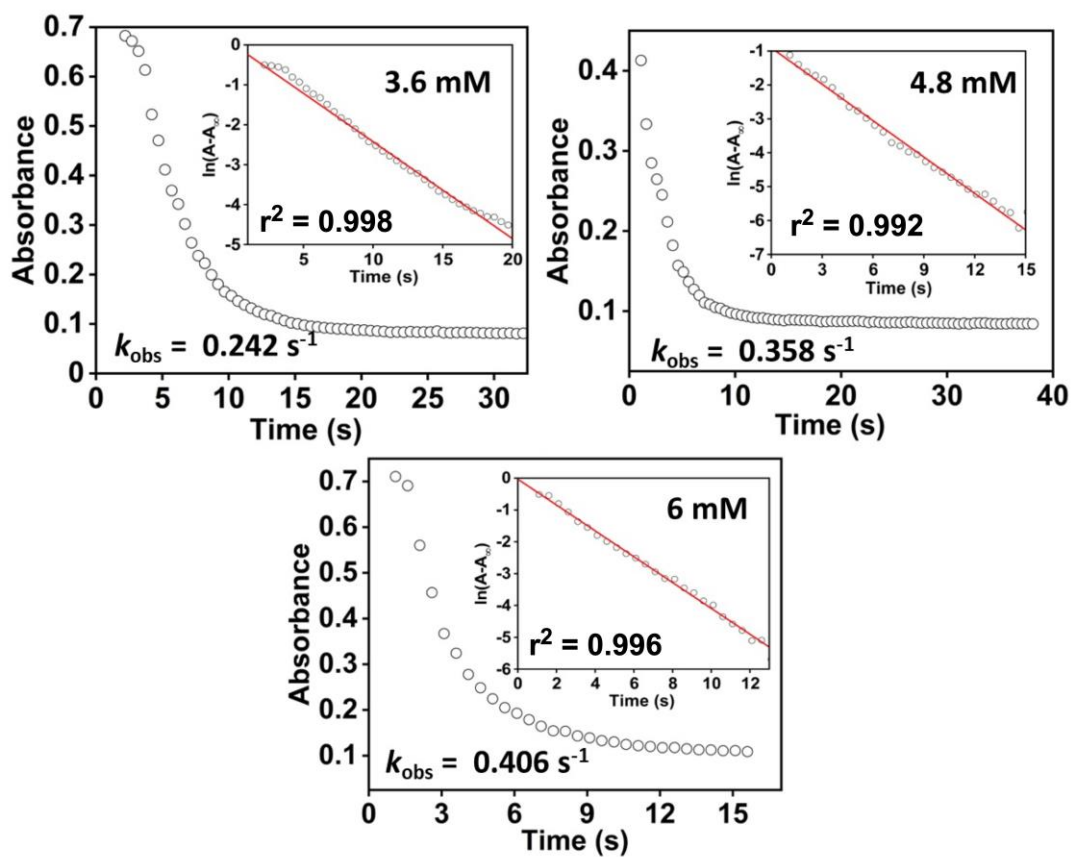 0.7
0.6
0.5
0.4
0.3
0.2
0.1
0
Absorbance
0 5 10 15 20 25 30
Time (s)
k_obs = 0.242 s⁻¹
0
-1
-2
-3
-4
-5
ln(A-A∞)
5 10 15 20
Time (s)
3.6 mM
r² = 0.998
0.4
0.3
0.2
0.1
Absorbance
0 10 20 30 40
Time (s)
k_obs = 0.358 s⁻¹
-1
-2
-3
-4
-5
-6
-7
ln(A-A∞)
0 3 6 9 12 15
Time (s)
4.8 mM
r² = 0.992
0.7
0.6
0.5
0.4
0.3
0.2
0.1
Absorbance
0 3 6 9 12 15
Time (s)
k_obs = 0.406 s⁻¹
0
-1
-2
-3
-4
-5
-6
ln(A-A∞)
0 2 4 6 8 10 12
Time (s)
6 mM
r² = 0.996